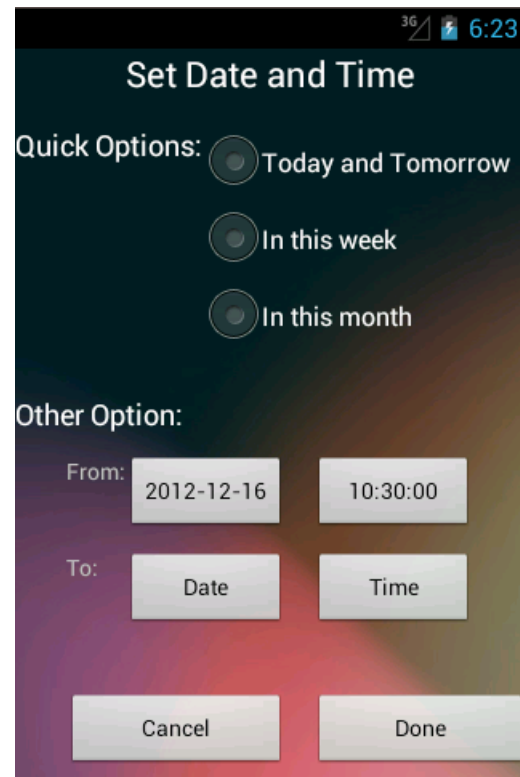 3G 6:23
Set Date and Time
Quick Options: Today and Tomorrow
In this week
In this month
Other Option:
From: 2012-12-16 10:30:00
To: Date Time
Cancel Done